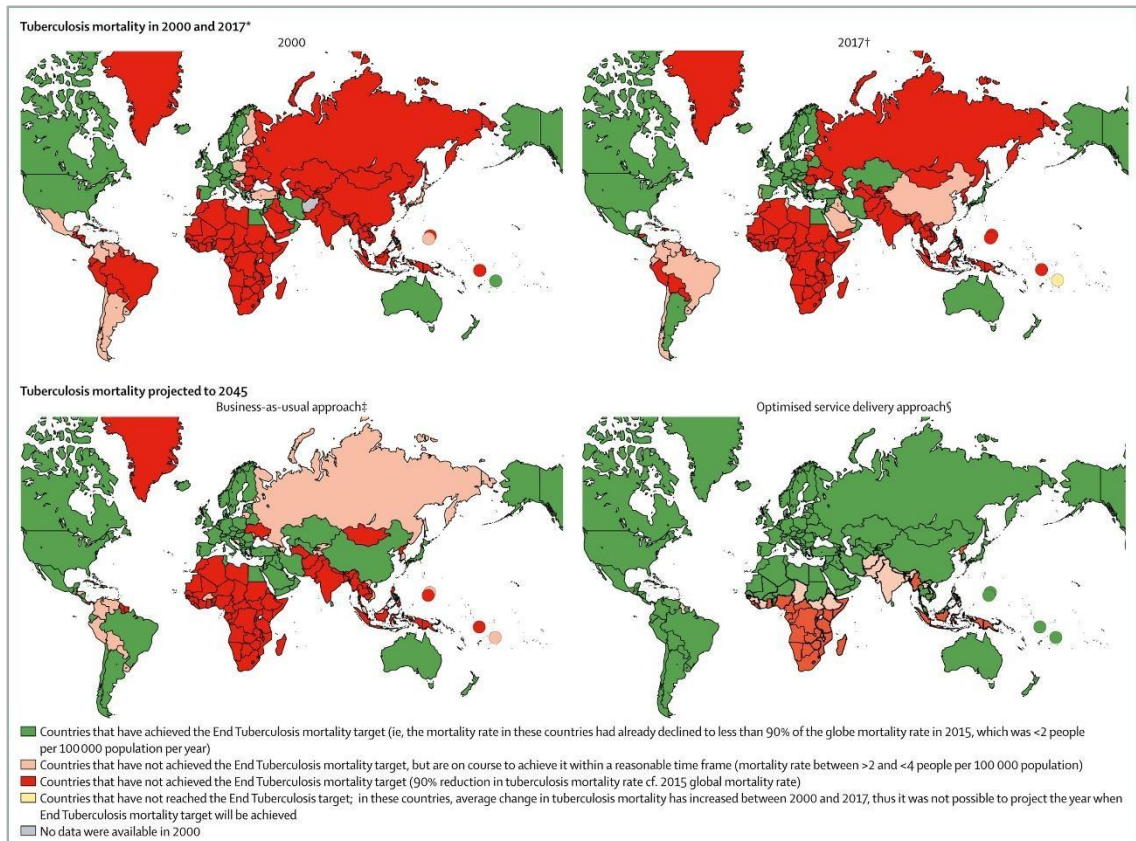 Tuberculosis mortality in 2000 and 2017*
2000
2017†
Tuberculosis mortality projected to 2045
Business-as-usual approach‡
Optimised service delivery approach§
Countries that have achieved the End Tuberculosis mortality target (ie, the mortality rate in these countries had already declined to less than 90% of the globe mortality rate in 2015, which was <2 people
per 100 000 population per year)
Countries that have not achieved the End Tuberculosis mortality target, but are on course to achieve it within a reasonable time frame (mortality rate between >2 and <4 people per 100 000 population)
Countries that have not achieved the End Tuberculosis mortality target (90% reduction in tuberculosis mortality rate cf. 2015 global mortality rate)
Countries that have not reached the End Tuberculosis target; in these countries, average change in tuberculosis mortality has increased between 2000 and 2017, thus it was not possible to project the year when
End Tuberculosis mortality target will be achieved
No data were available in 2000